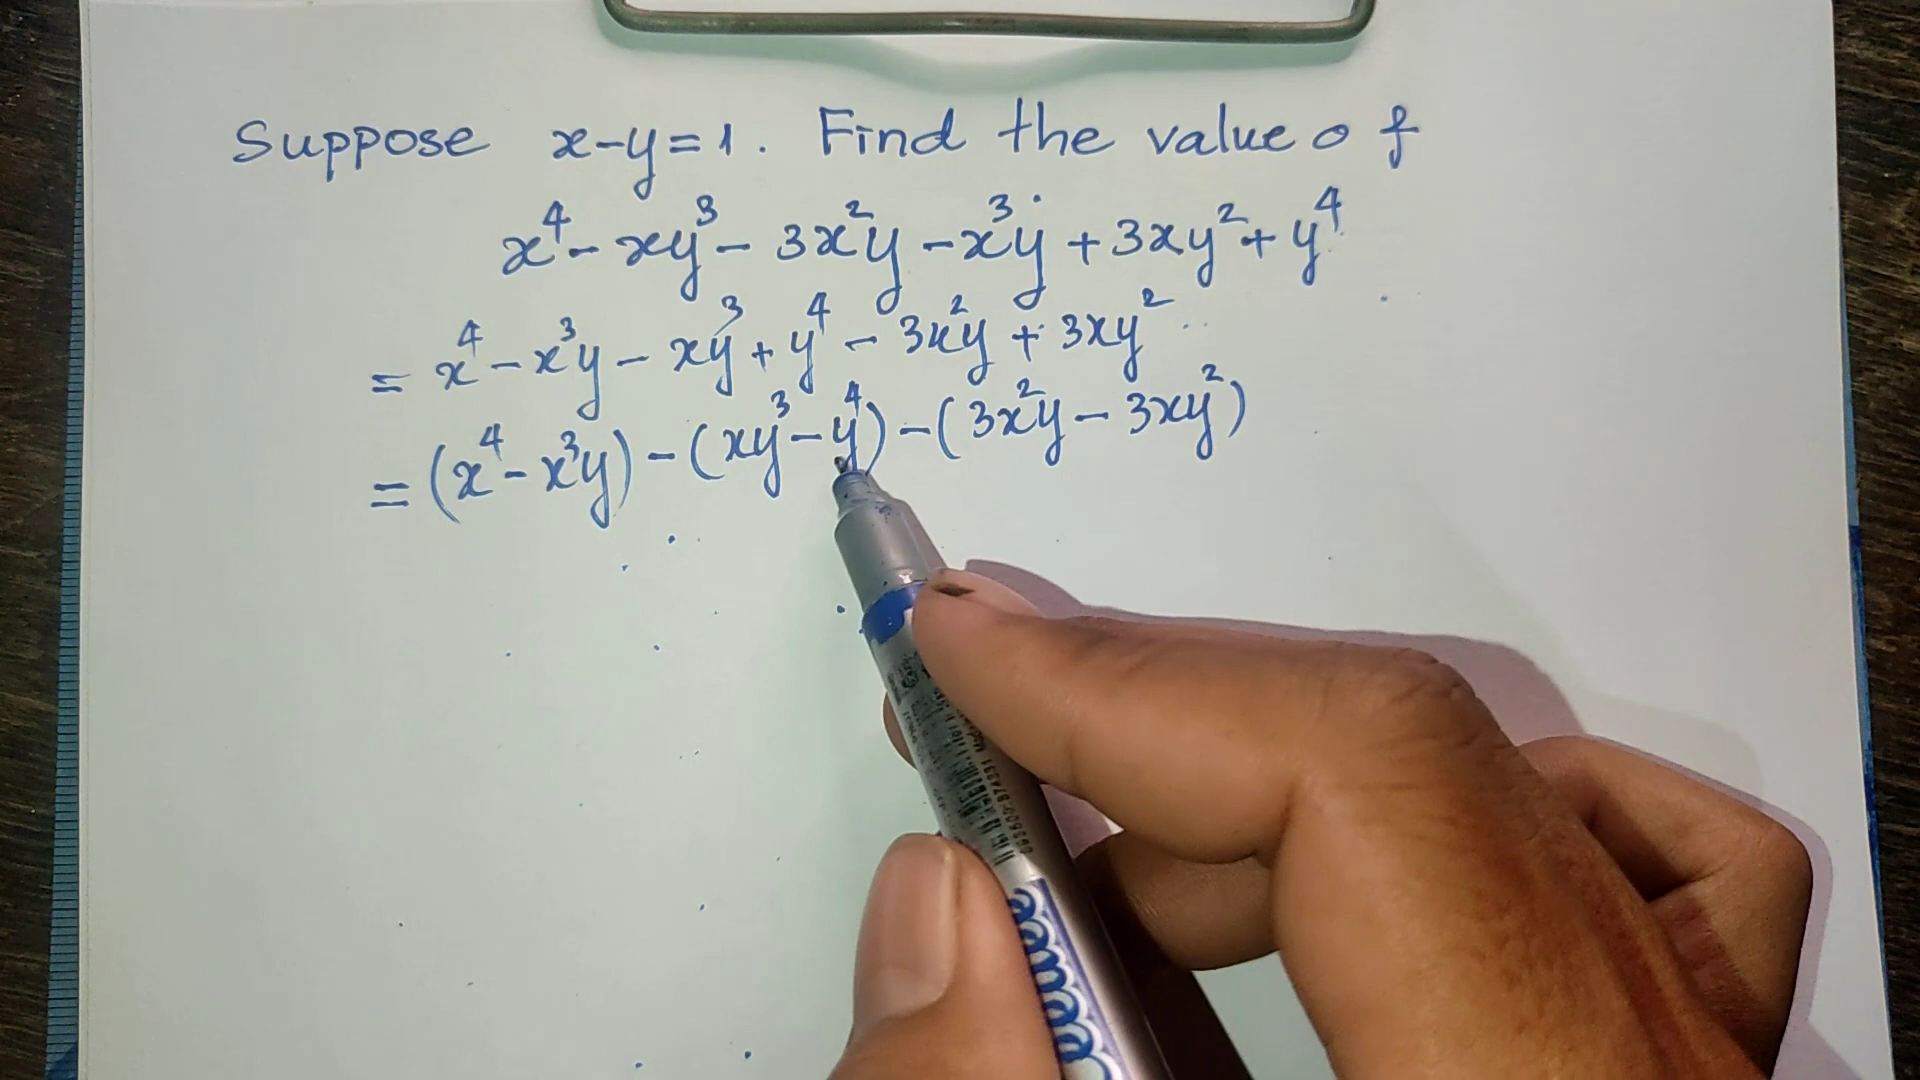 Suppose x-y=1. Find the value of
x⁴ - xy³ - 3x²y - x³y + 3xy² + y⁴
= x⁴ - x³y - xy³ + y⁴ - 3x²y + 3xy²
= (x⁴ - x³y) - (xy³ - y⁴) - (3x²y - 3xy²)